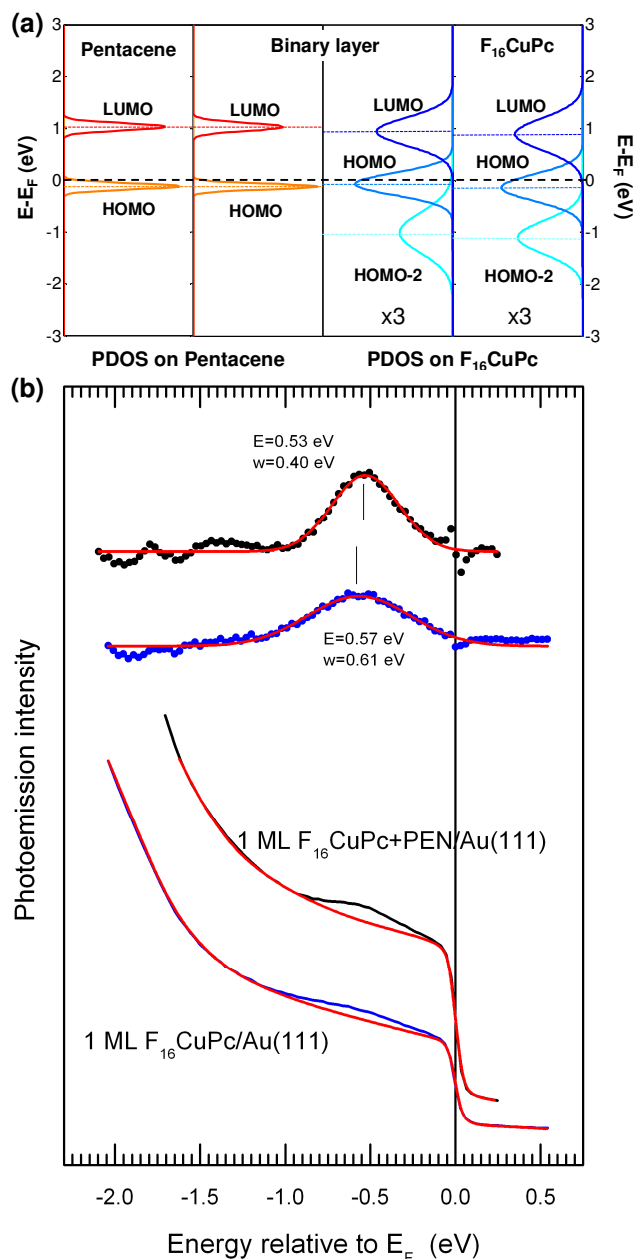 (a)
Pentacene
Binary layer
F₁₆CuPc
3
2
1
0
-1
-2
-3
E-E_F (eV)
LUMO
HOMO
LUMO
HOMO
LUMO
HOMO
HOMO-2
x3
LUMO
HOMO
HOMO-2
x3
3
2
1
0
-1
-2
-3
E-E_F (eV)
PDOS on Pentacene
PDOS on F₁₆CuPc
(b)
E=0.53 eV
w=0.40 eV
E=0.57 eV
w=0.61 eV
1 ML F₁₆CuPc+PEN/Au(111)
1 ML F₁₆CuPc/Au(111)
Photoemission intensity
-2.0 -1.5 -1.0 -0.5 0.0 0.5
Energy relative to E_F (eV)